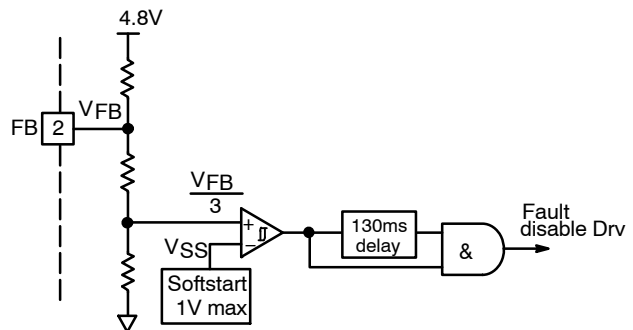 4.8V
VFB
FB 2
VFB
3
+
VSS
−
Softstart
1V max
130ms
delay
&
Fault
disable Drv